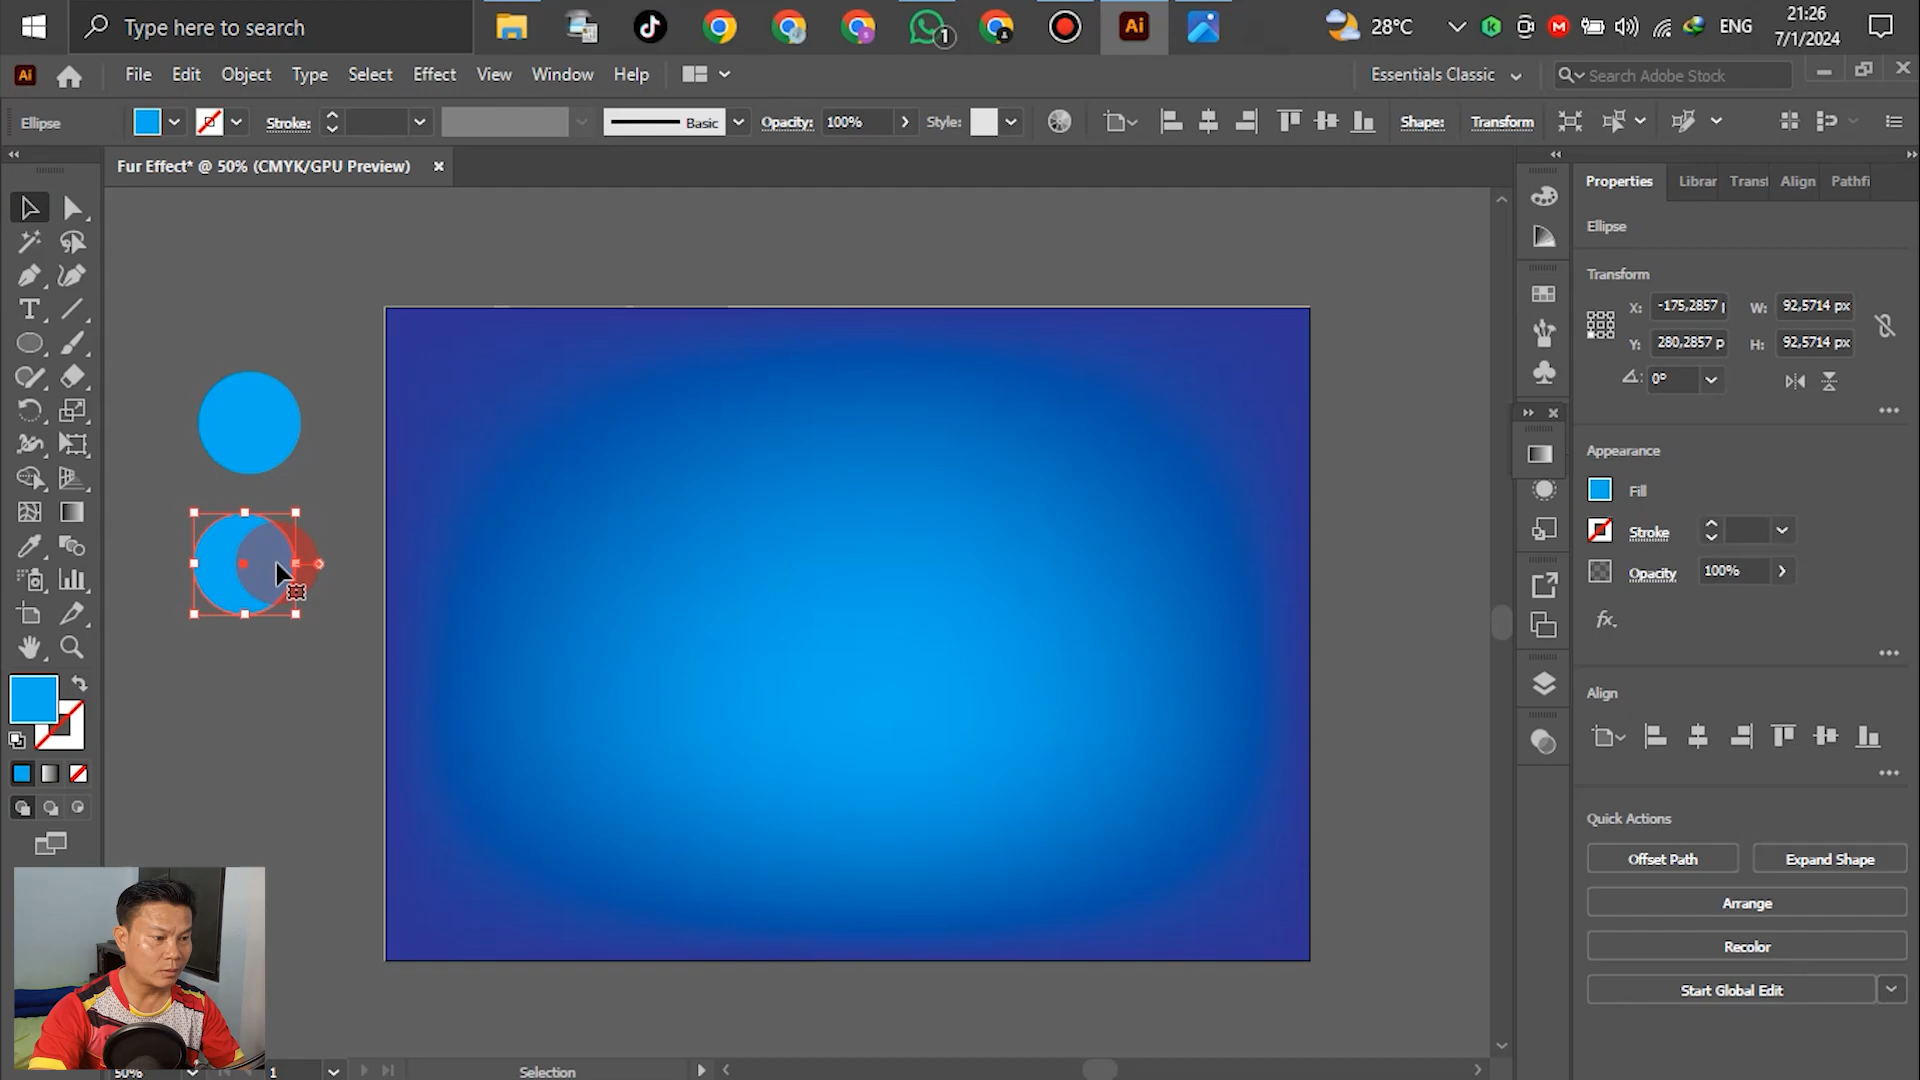 Type here to search
1
28°C
ENG
21:26
7/1/2024
Ai
File Edit Object Type Select Effect View Window Help
Essentials Classic
Search Adobe Stock
Ellipse
Stroke:
Basic
Opacity: 100%
Style:
Shape:
Transform
Fur Effect* @ 50% (CMYK/GPU Preview)
Properties Librar Transf Align Pathfi
Ellipse
Transform
X: -175,2857 W: 92,5714 px
Y: 280,2857 p H: 92,5714 px
0°
Appearance
Fill
Stroke
Opacity 100%
fx
Align
Quick Actions
Offset Path
Expand Shape
Arrange
Recolor
Start Global Edit
50%
1
Selection